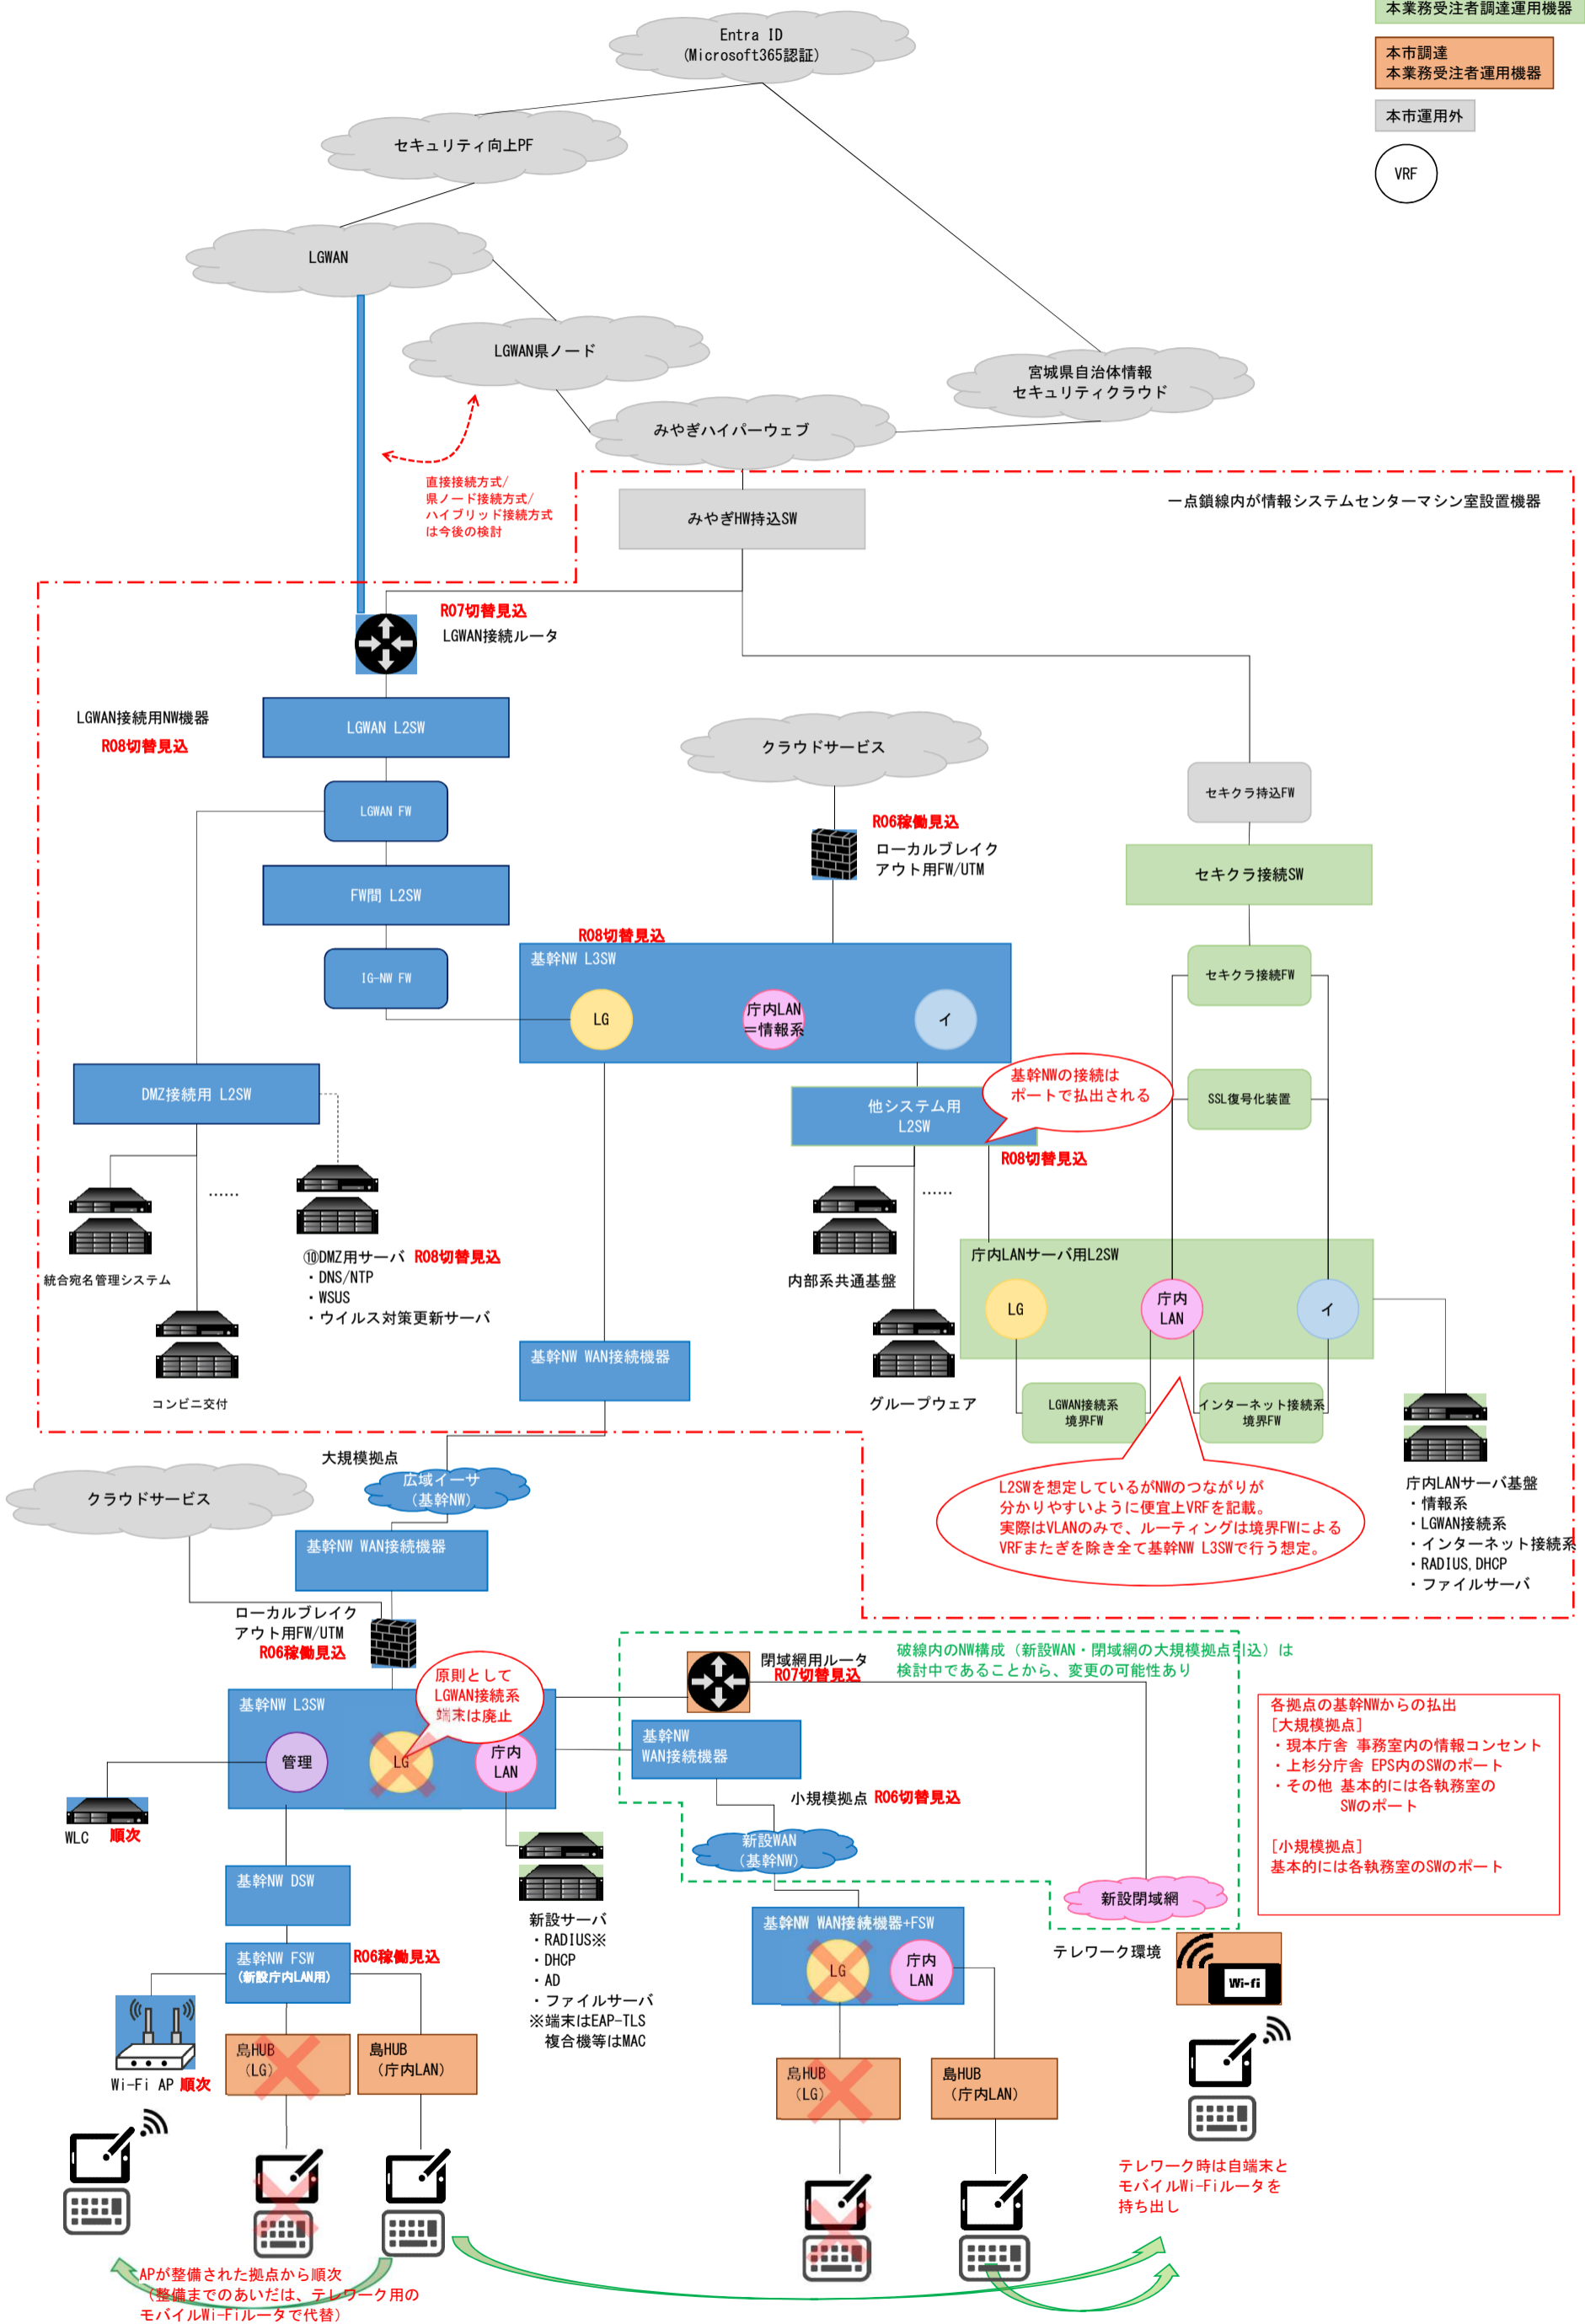 本業務受注者調達運用機器
Entra ID
(Microsoft365認証)
本市調達
本業務受注者運用機器
本市運用外
VRF
セキュリティ向上PF
LGWAN
LGWAN県ノード
宮城県自治体情報
セキュリティクラウド
みやぎハイパーウェブ
直接接続方式/
県ノード接続方式/
ハイブリッド接続方式
は今後の検討
みやぎHW持込SW
一点鎖線内が情報システムセンターマシン室設置機器
R07切替見込
LGWAN接続ルータ
LGWAN接続用NW機器
R08切替見込
LGWAN L2SW
クラウドサービス
LGWAN FW
セキクラ持込FW
R06稼働見込
ローカルブレイク
アウト用FW/UTM
FW間 L2SW
セキクラ接続SW
R08切替見込
基幹NW L3SW
IG-NW FW
セキクラ接続FW
LG
庁内LAN
=情報系
イ
DMZ接続用 L2SW
基幹NWの接続は
ポートで払出される
他システム用
L2SW
SSL復号化装置
R08切替見込
......
......
統合宛名管理システム
⑩DMZ用サーバ R08切替見込
・DNS/NTP
・WSUS
・ウイルス対策更新サーバ
内部系共通基盤
庁内LANサーバ用L2SW
LG
庁内
LAN
イ
コンビニ交付
基幹NW WAN接続機器
グループウェア
LGWAN接続系
境界FW
インターネット接続系
境界FW
大規模拠点
広域イーサ
(基幹NW)
クラウドサービス
L2SWを想定しているがNWのつながりが
分かりやすいように便宜上VRFを記載。
実際はVLANのみで、ルーティングは境界FWによる
VRFまたぎを除き全て基幹NW L3SWで行う想定。
庁内LANサーバ基盤
・情報系
・LGWAN接続系
・インターネット接続系
・RADIUS,DHCP
・ファイルサーバ
基幹NW WAN接続機器
ローカルブレイク
アウト用FW/UTM
R06稼働見込
閉域網用ルータ
R07切替見込
破線内のNW構成（新設WAN・閉域網の大規模拠点引込）は
検討中であることから、変更の可能性あり
原則として
LGWAN接続系
端末は廃止
基幹NW L3SW
管理
LG
庁内
LAN
基幹NW
WAN接続機器
各拠点の基幹NWからの払出
[大規模拠点]
・現本庁舎 事務室内の情報コンセント
・上杉分庁舎 EPS内のSWのポート
・その他 基本的には各執務室の
SWのポート
[小規模拠点]
基本的には各執務室のSWのポート
WLC 順次
小規模拠点 R06切替見込
新設WAN
(基幹NW)
基幹NW DSW
新設閉域網
新設サーバ
・RADIUS※
・DHCP
・AD
・ファイルサーバ
※端末はEAP-TLS
複合機等はMAC
基幹NW WAN接続機器+FSW
LG
庁内
LAN
テレワーク環境
Wi-fi
基幹NW FSW
(新設庁内LAN用)
R06稼働見込
島HUB
(LG)
島HUB
(庁内LAN)
Wi-Fi AP 順次
島HUB
(LG)
島HUB
(庁内LAN)
テレワーク時は自端末と
モバイルWi-Fiルータを
持ち出し
APが整備された拠点から順次
（整備までのあいだは、テレワーク用の
モバイルWi-Fiルータで代替）